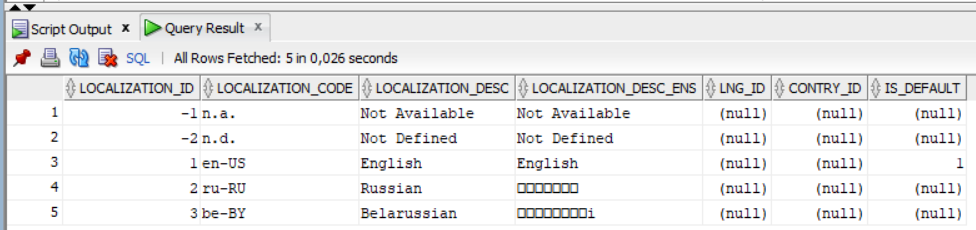 Script Output x Query Result x
SQL | All Rows Fetched: 5 in 0,026 seconds
LOCALIZATION_ID LOCALIZATION_CODE LOCALIZATION_DESC LOCALIZATION_DESC_ENS LNG_ID CONTRY_ID IS_DEFAULT
1 -1 n.a. Not Available Not Available (null) (null) (null)
2 -2 n.d. Not Defined Not Defined (null) (null) (null)
3 1 en-US English English (null) (null) 1
4 2 ru-RU Russian □□□□□□□ (null) (null) (null)
5 3 be-BY Belarussian □□□□□□□□i (null) (null) (null)